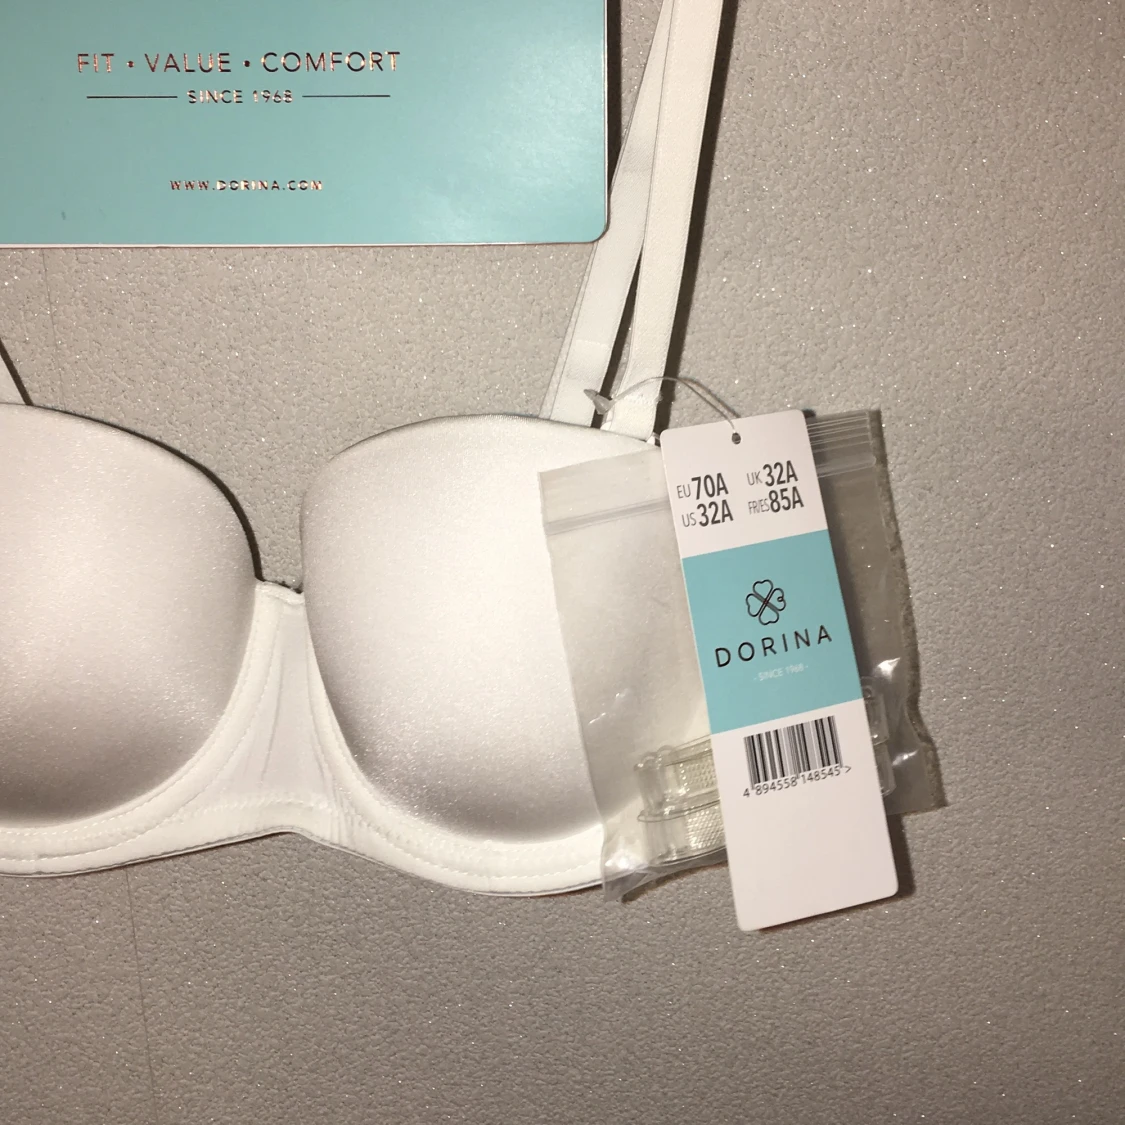 FIT • VALUE • COMFORT
SINCE 1968
WWW.DORINA.COM
EU 70A UK 32A
US 32A FR/ES 85A
DORINA
- SINCE 1968 -
4 894558 148545 >